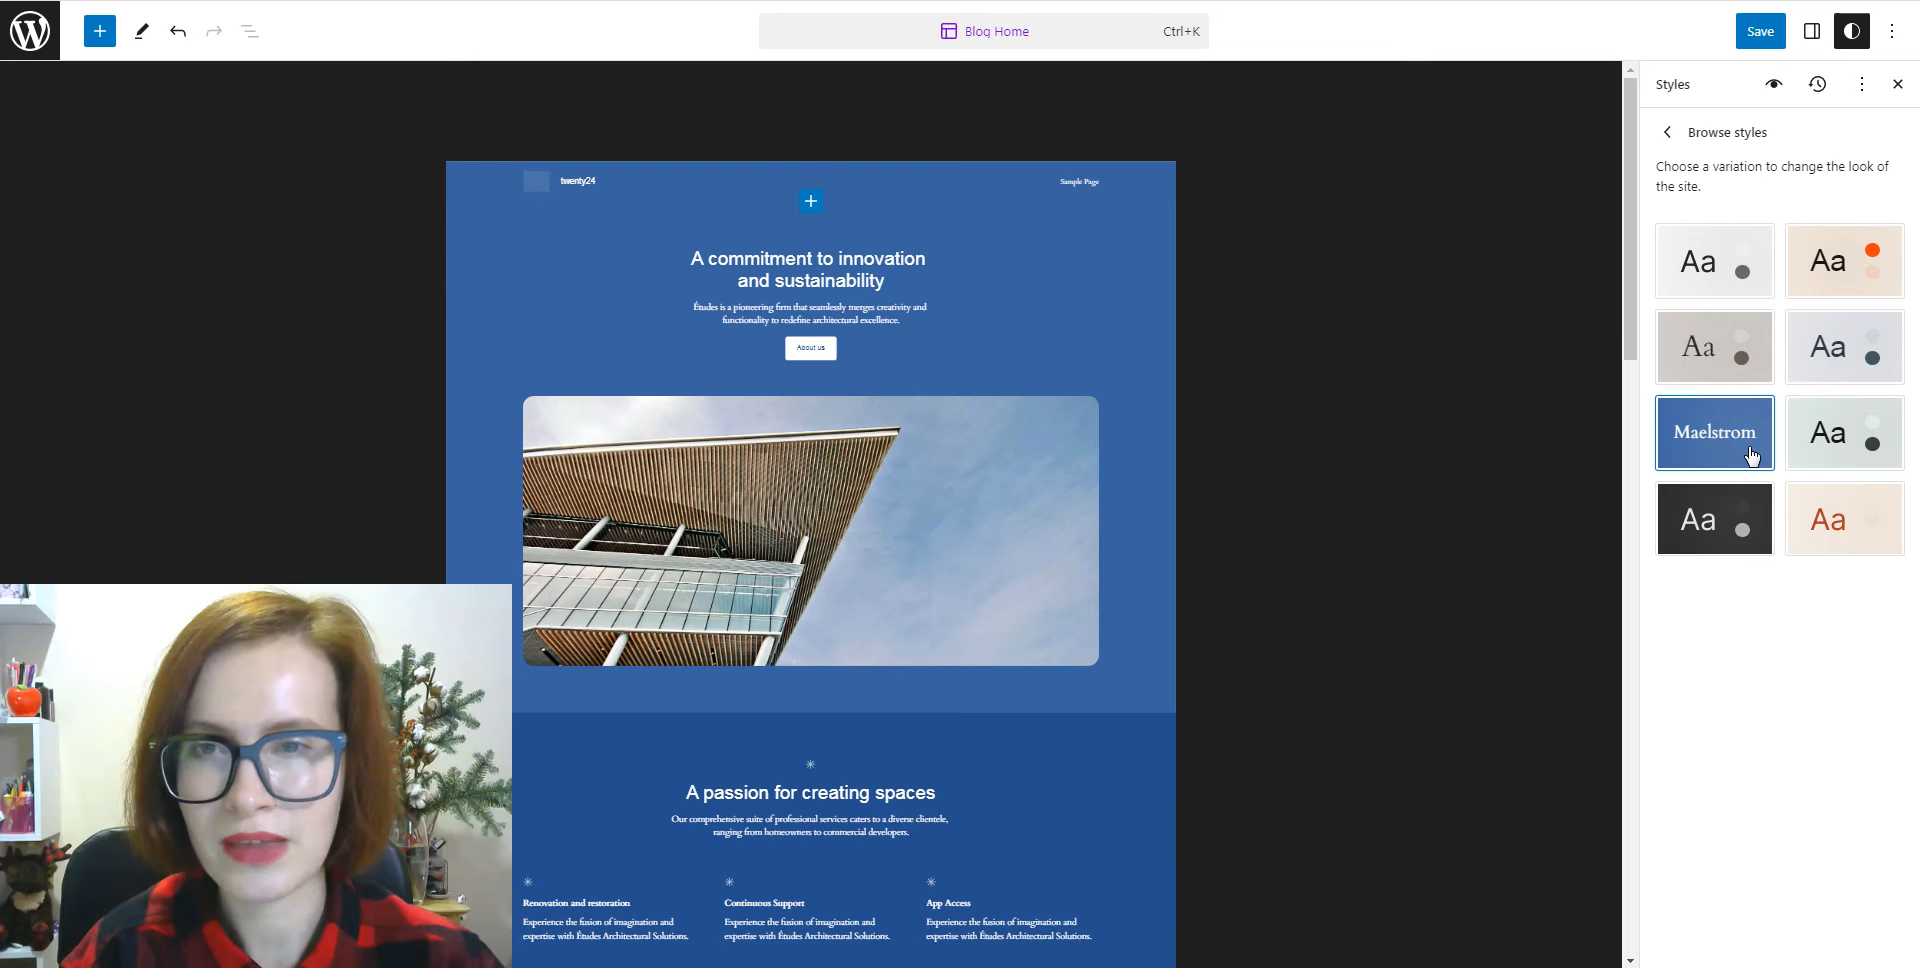 Blog Home
Ctrl+K
Save
Styles
Browse styles
Choose a variation to change the look of
the site.
Aa
Aa
Aa
Aa
Maelstrom
Aa
Aa
Aa
twenty24
Sample Page
A commitment to innovation
and sustainability
Études is a pioneering firm that seamlessly merges creativity and
functionality to redefine architectural excellence.
About us
A passion for creating spaces
Our comprehensive suite of professional services caters to a diverse clientele,
ranging from homeowners to commercial developers.
Renovation and restoration
Experience the fusion of imagination and
expertise with Études Architectural Solutions.
Continuous Support
Experience the fusion of imagination and
expertise with Études Architectural Solutions.
App Access
Experience the fusion of imagination and
expertise with Études Architectural Solutions.